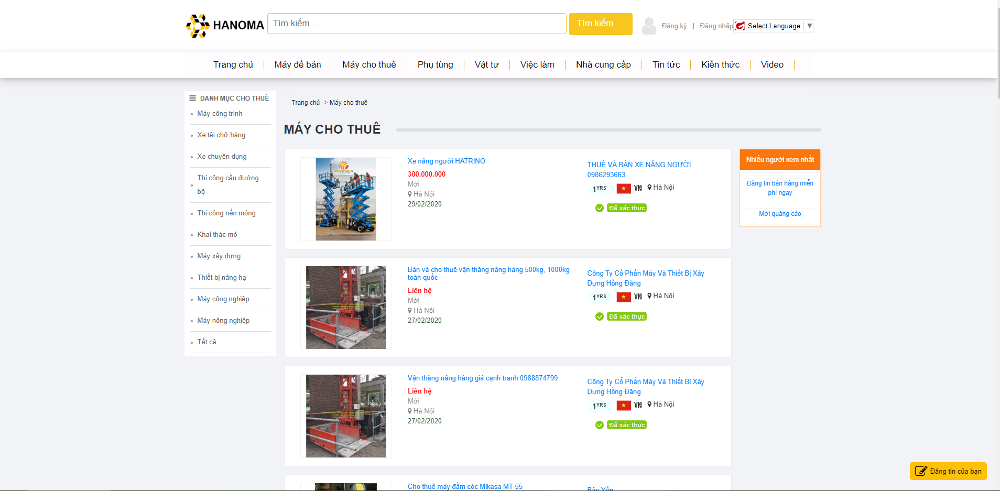 HANOMA
Tìm kiếm ...
Tìm kiếm
Đăng ký | Đăng nhập
Select Language ▼
Trang chủ
Máy để bán
Máy cho thuê
Phụ tùng
Vật tư
Việc làm
Nhà cung cấp
Tin tức
Kiến thức
Video
DANH MỤC CHO THUÊ
Máy công trình
Xe tải chở hàng
Xe chuyên dụng
Thi công cầu đường
bộ
Thi công nền móng
Khai thác mỏ
Máy xây dựng
Thiết bị nâng hạ
Máy công nghiệp
Máy nông nghiệp
Tất cả
Trang chủ > Máy cho thuê
MÁY CHO THUÊ
Xe nâng người HATRINO
300.000.000
Mới
Hà Nội
29/02/2020
THUÊ VÀ BÁN XE NÂNG NGƯỜI
0986293663
1YRS VN Hà Nội
Đã xác thực
Bán và cho thuê vận thăng nâng hàng 500kg, 1000kg
toàn quốc
Liên hệ
Mới
Hà Nội
27/02/2020
Công Ty Cổ Phần Máy Và Thiết Bị Xây
Dựng Hồng Đăng
1YRS VN Hà Nội
Đã xác thực
Vận thăng nâng hàng giá cạnh tranh 0988874799
Liên hệ
Mới
Hà Nội
27/02/2020
Công Ty Cổ Phần Máy Và Thiết Bị Xây
Dựng Hồng Đăng
1YRS VN Hà Nội
Đã xác thực
Cho thuê máy đầm cóc Mikasa MT-55
Bảo Yến
Nhiều người xem nhất
Đăng tin bán hàng miễn
phí ngay
Mời quảng cáo
Đăng tin của bạn